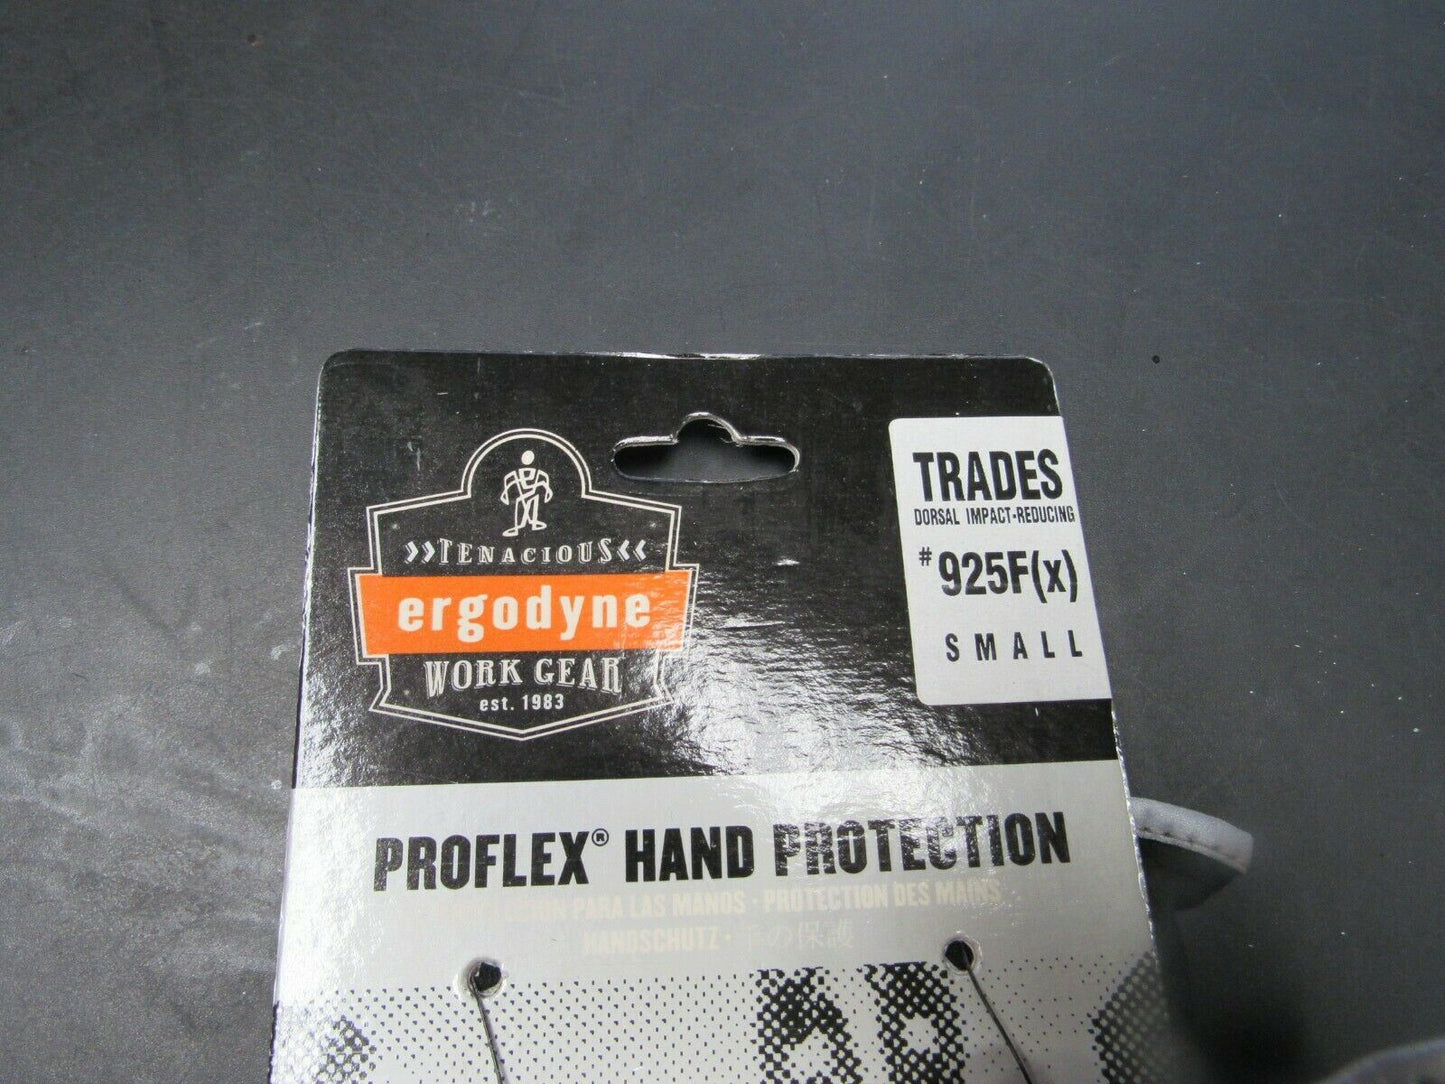 »TENACIOUS«
ergodyne
WORK GEAR
est. 1983
TRADES
DORSAL IMPACT-REDUCING
# 925F(x)
SMALL
PROFLEX® HAND PROTECTION
PARA LAS MANOS · PROTECTION DES MAINS
HANDSCHUTZ · 手の保護